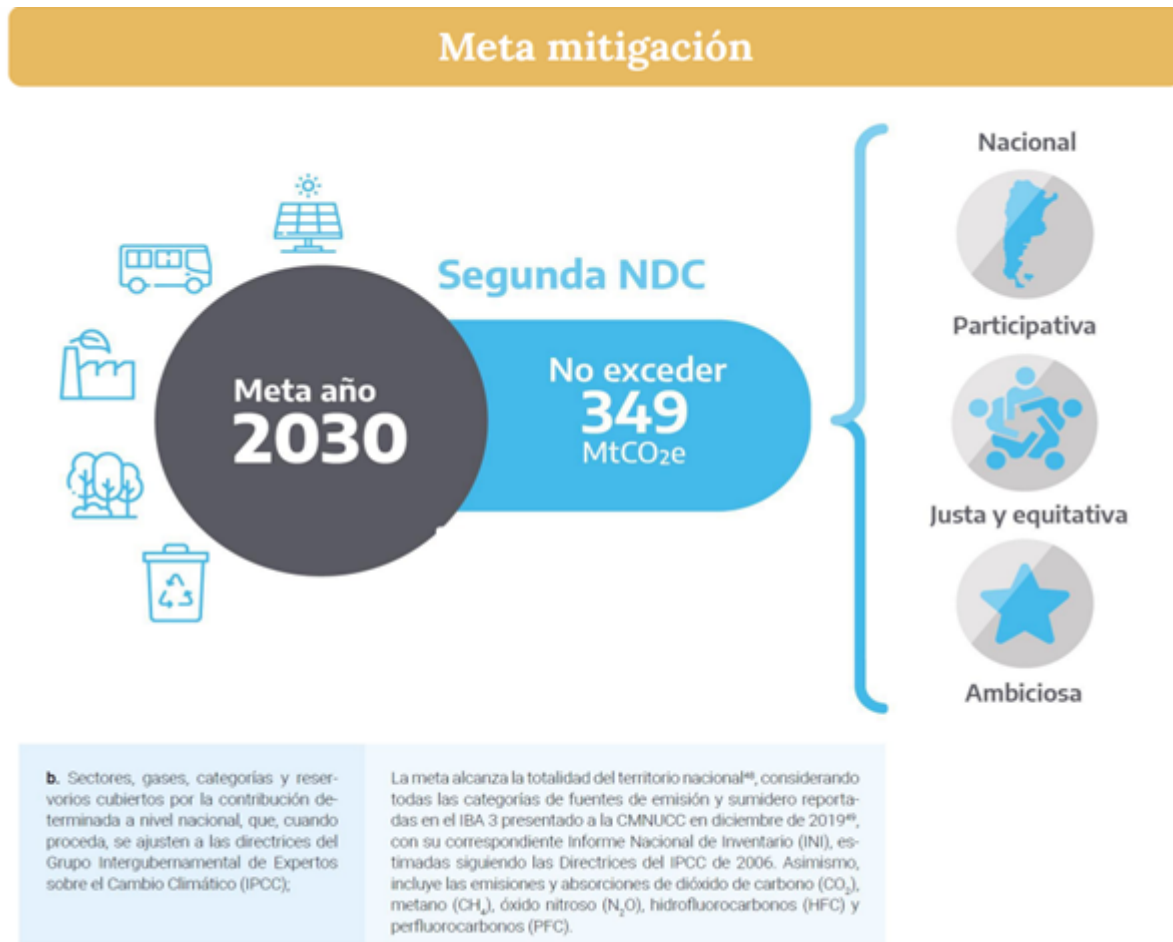 Meta mitigación
Segunda NDC
Meta año
2030
No exceder
349
MtCO₂e
Nacional
Participativa
Justa y equitativa
Ambiciosa
b. Sectores, gases, categorías y reser-
vorios cubiertos por la contribución de-
terminada a nivel nacional, que, cuando
proceda, se ajusten a las directrices del
Grupo Intergubernamental de Expertos
sobre el Cambio Climático (IPCC);
La meta alcanza la totalidad del territorio nacional⁴⁸, considerando
todas las categorías de fuentes de emisión y sumidero reporta-
das en el IBA 3 presentado a la CMNUCC en diciembre de 2019⁴⁹,
con su correspondiente Informe Nacional de Inventario (INI), es-
timadas siguiendo las Directrices del IPCC de 2006. Asimismo,
incluye las emisiones y absorciones de dióxido de carbono (CO₂),
metano (CH₄), óxido nitroso (N₂O), hidrofluorocarbonos (HFC) y
perfluorocarbonos (PFC).